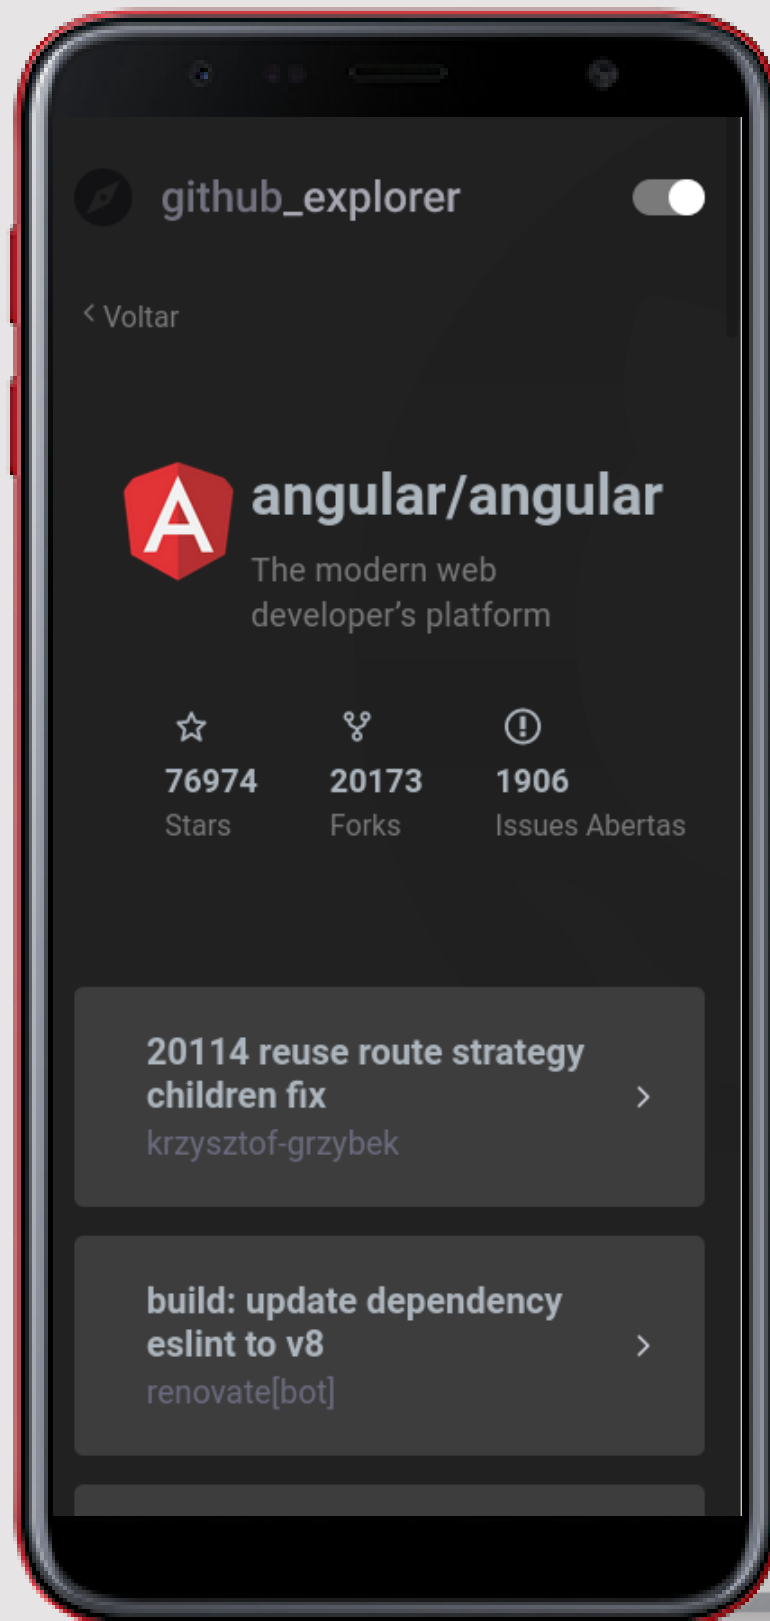 github_explorer
Voltar
angular/angular
The modern web
developer’s platform
76974 20173 1906
Stars Forks Issues Abertas
20114 reuse route strategy
children fix
krzysztof-grzybek
build: update dependency
eslint to v8
renovate[bot]